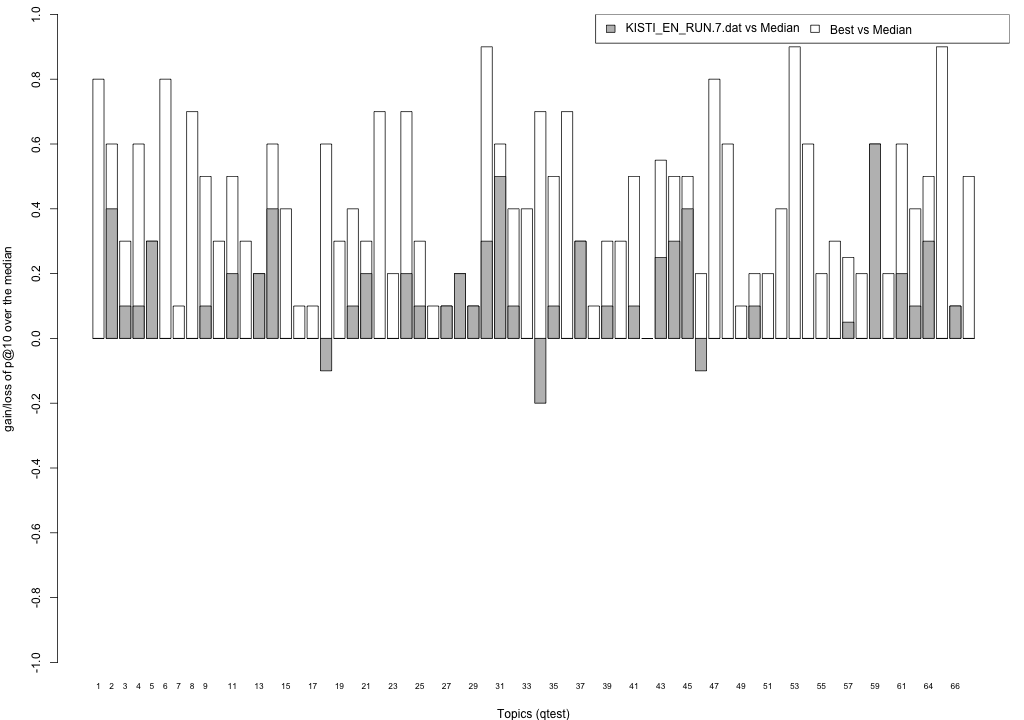 KISTI_EN_RUN.7.dat vs Median Best vs Median
gain/loss of p@10 over the median
1.0
0.8
0.6
0.4
0.2
0.0
-0.2
-0.4
-0.6
-0.8
-1.0
1 2 3 4 5 6 7 8 9 11 13 15 17 19 21 23 25 27 29 31 33 35 37 39 41 43 45 47 49 51 53 55 57 59 61 64 66
Topics (qtest)